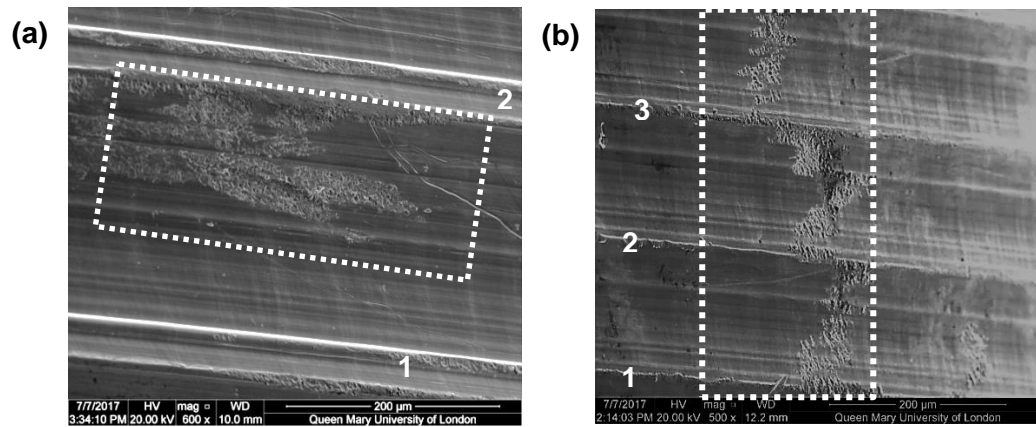 (a)
2
1
7/7/2017 HV mag □ WD 200 µm
3:34:10 PM 20.00 kV 600 x 10.0 mm Queen Mary University of London
(b)
3
2
1
7/7/2017 HV mag □ WD 200 µm
2:14:03 PM 20.00 kV 500 x 12.2 mm Queen Mary University of London